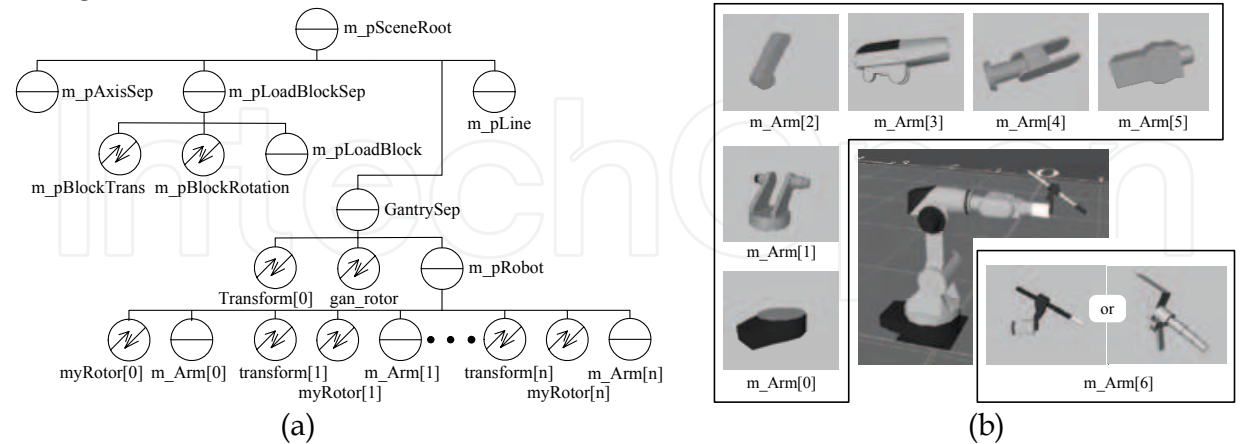 m_pSceneRoot
m_pAxisSep
m_pLoadBlockSep
m_pLine
m_pLoadBlock
m_pBlockTrans
m_pBlockRotation
GantrySep
m_pRobot
Transform[0]
gan_rotor
myRotor[0]
m_Arm[0]
transform[1]
myRotor[1]
m_Arm[1]
transform[n]
myRotor[n]
m_Arm[n]
(a)
m_Arm[2]
m_Arm[3]
m_Arm[4]
m_Arm[5]
m_Arm[1]
m_Arm[0]
or
m_Arm[6]
(b)
IntechOpen